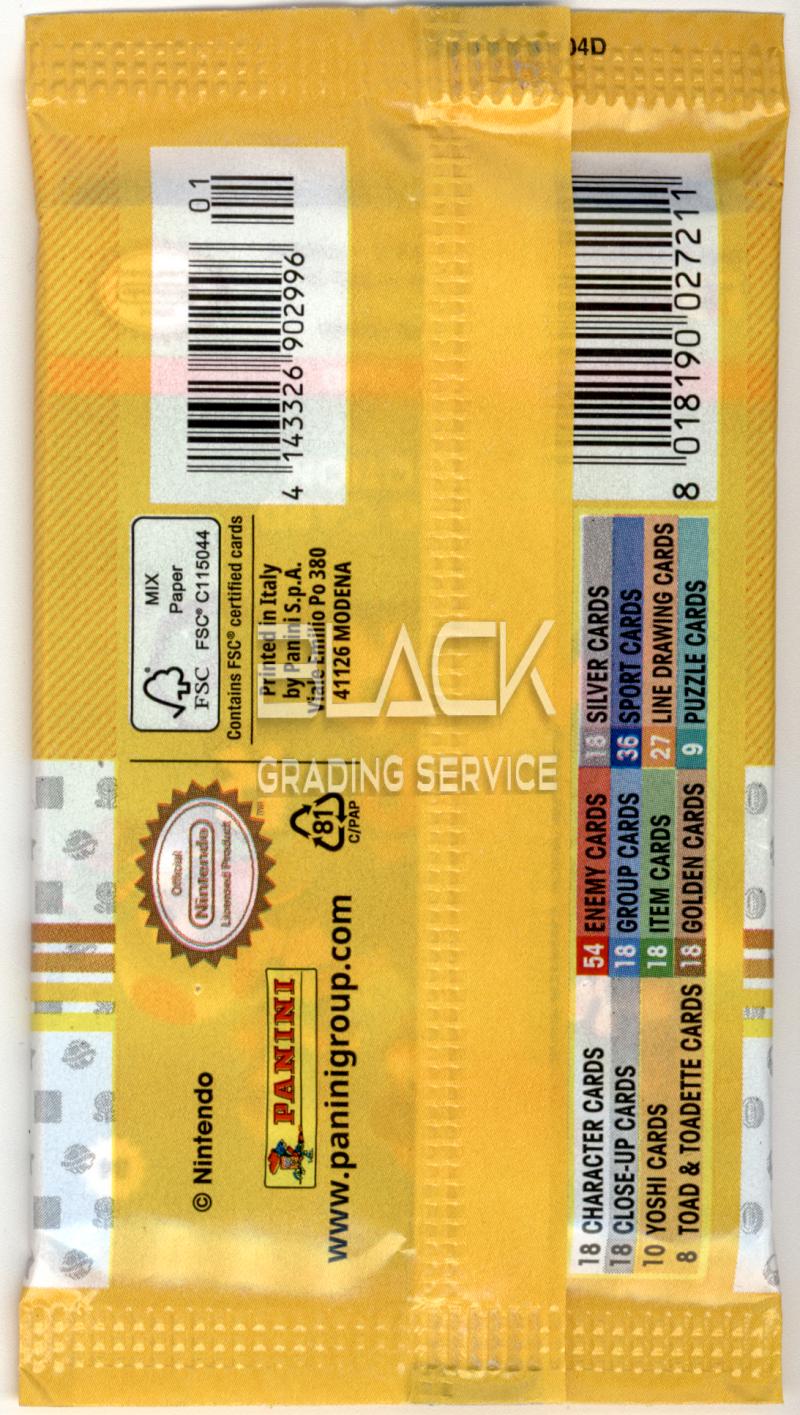 04D
01
4 143326 902996
8 018190 027211
MIX
Paper
FSC
FSC® C115044
Contains FSC® certified cards
Printed in Italy
by Panini S.p.A.
Viale Emilio Po 380
41126 MODENA
Official
Nintendo
Licensed Product
TM
81
C/PAP
© Nintendo
PANINI
www.paninigroup.com
18 CHARACTER CARDS
18 CLOSE-UP CARDS
10 YOSHI CARDS
8 TOAD & TOADETTE CARDS
54 ENEMY CARDS
18 GROUP CARDS
18 ITEM CARDS
18 GOLDEN CARDS
18 SILVER CARDS
36 SPORT CARDS
27 LINE DRAWING CARDS
9 PUZZLE CARDS
BLACK
GRADING SERVICE